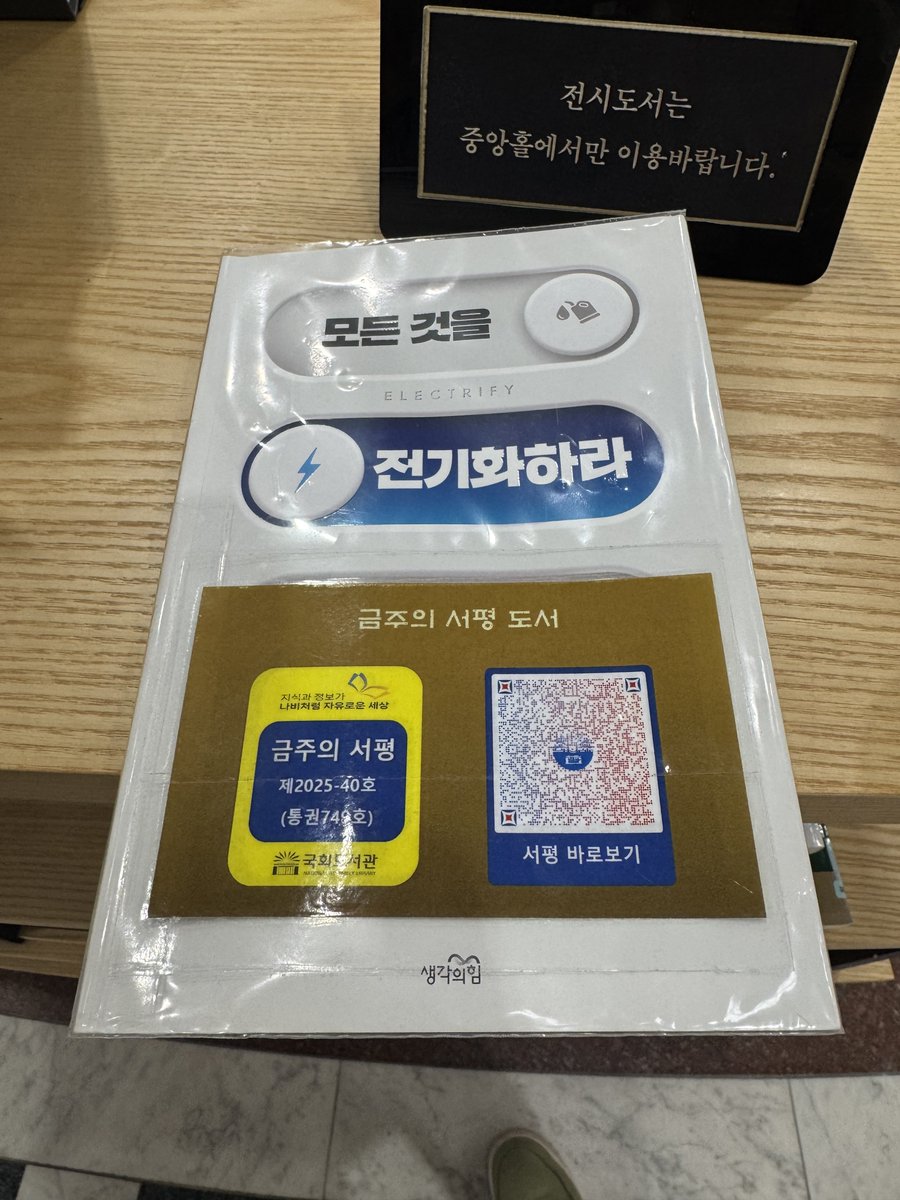 전시도서는
중앙홀에서만 이용바랍니다.
모든 것을
ELECTRIFY
전기화하라
금주의 서평 도서
지식과 정보가
나비처럼 자유로운 세상
금주의 서평
제2025-40호
(통권749호)
국회도서관
NATIONAL ASSEMBLY LIBRARY
서평 바로보기
생각의힘